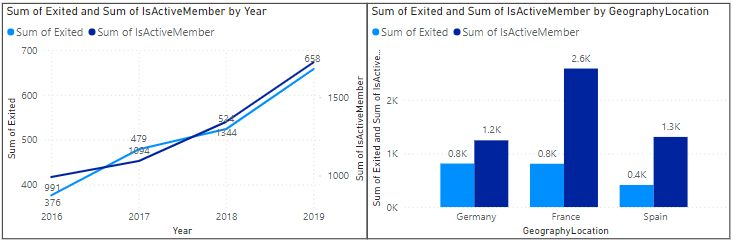 Sum of Exited and Sum of IsActiveMember by Year
Sum of Exited Sum of IsActiveMember
700
600
500
400
Sum of Exited
1500
1000
Sum of IsActiveMember
658
524
1344
479
1094
991
376
2016 2017 2018 2019
Year
Sum of Exited and Sum of IsActiveMember by GeographyLocation
Sum of Exited Sum of IsActiveMember
Sum of Exited and Sum of IsActive...
2K
1K
0K
0.8K 1.2K 0.8K 2.6K 0.4K 1.3K
Germany France Spain
GeographyLocation